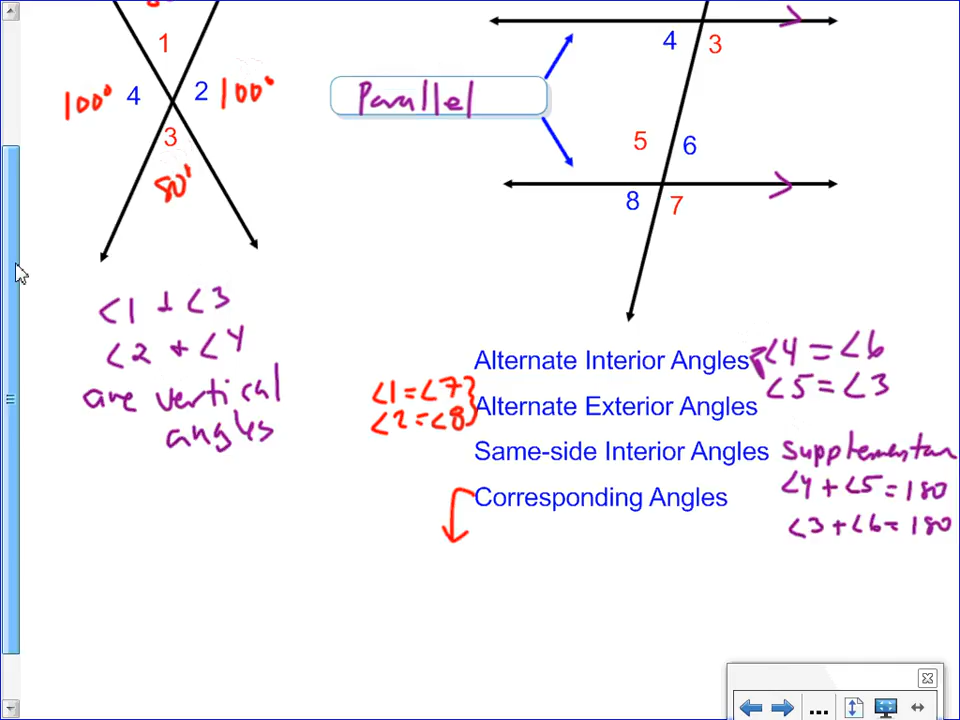 1
4
2
3
100°
100°
80°
<1 + <3
<2 + <4
are vertical
angles
Parallel
4
3
5
6
8
7
Alternate Interior Angles
<4 = <6
<5 = <3
<1 = <7
<2 = <8
Alternate Exterior Angles
Same-side Interior Angles
Supplementar
<4 + <5 = 180
<3 + <6 = 180
Corresponding Angles
...